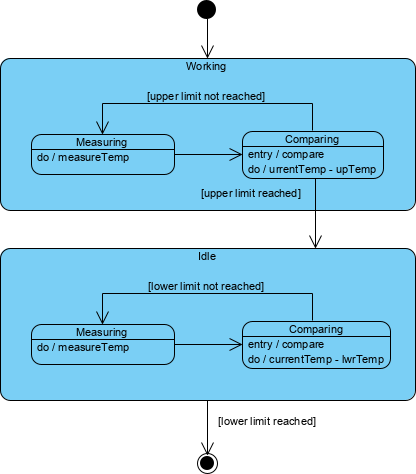 Working
[upper limit not reached]
Measuring
do / measureTemp
Comparing
entry / compare
do / urrentTemp - upTemp
[upper limit reached]
Idle
[lower limit not reached]
Measuring
do / measureTemp
Comparing
entry / compare
do / currentTemp - lwrTemp
[lower limit reached]